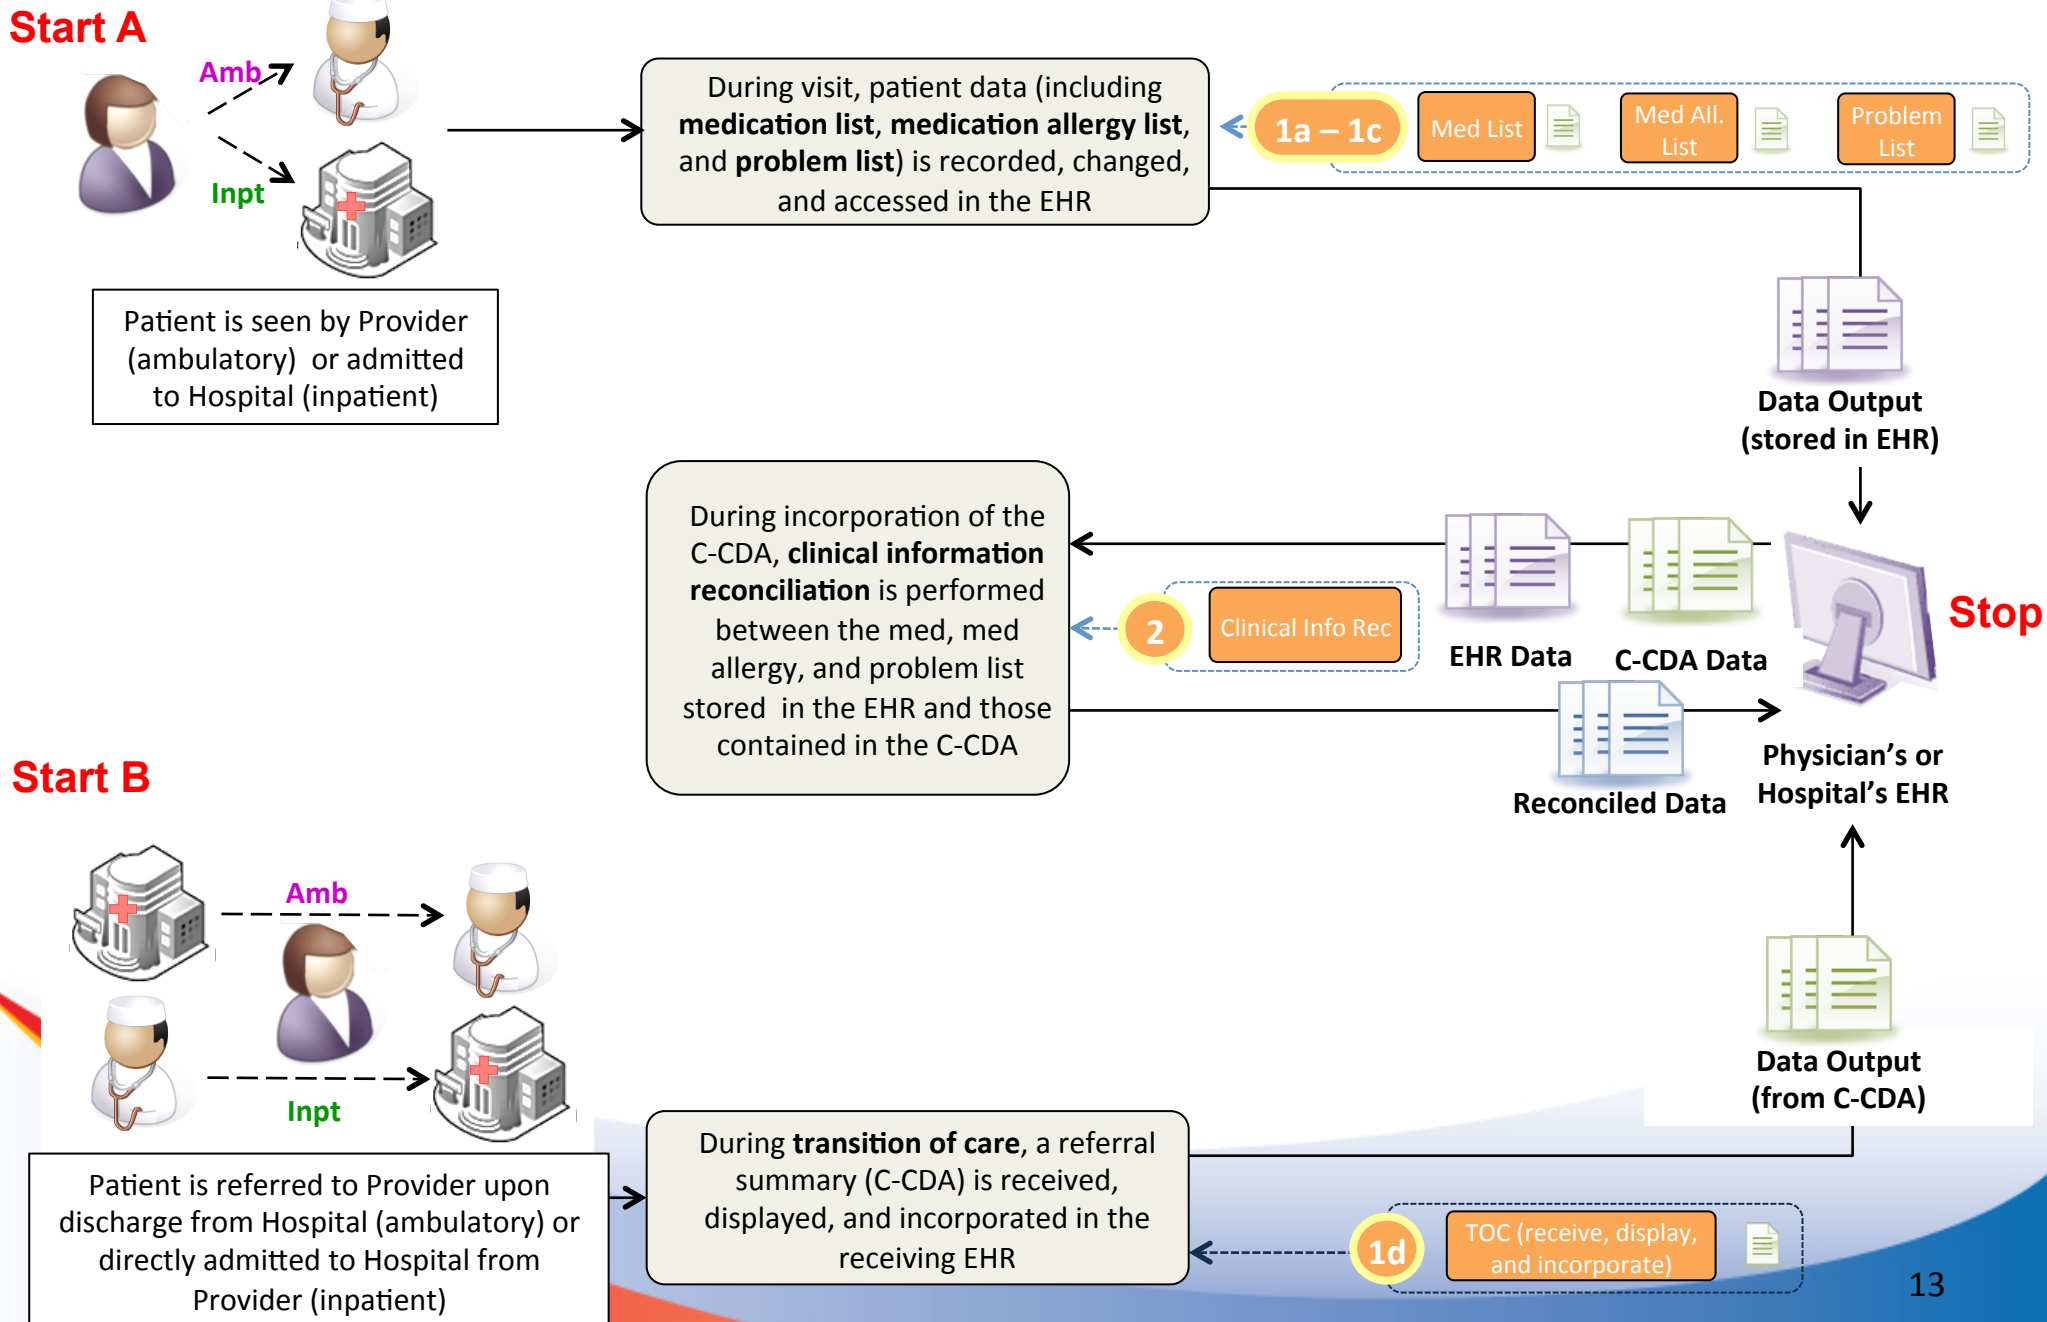 Start A
Amb
Inpt
Patient is seen by Provider
(ambulatory) or admitted
to Hospital (inpatient)
During visit, patient data (including
medication list, medication allergy list,
and problem list) is recorded, changed,
and accessed in the EHR
1a – 1c
Med List
Med All.
List
Problem
List
Data Output
(stored in EHR)
During incorporation of the
C-CDA, clinical information
reconciliation is performed
between the med, med
allergy, and problem list
stored in the EHR and those
contained in the C-CDA
2
Clinical Info Rec
EHR Data
C-CDA Data
Stop
Reconciled Data
Physician’s or
Hospital’s EHR
Start B
Amb
Inpt
Patient is referred to Provider upon
discharge from Hospital (ambulatory) or
directly admitted to Hospital from
Provider (inpatient)
During transition of care, a referral
summary (C-CDA) is received,
displayed, and incorporated in the
receiving EHR
Data Output
(from C-CDA)
1d
TOC (receive, display,
and incorporate)
13